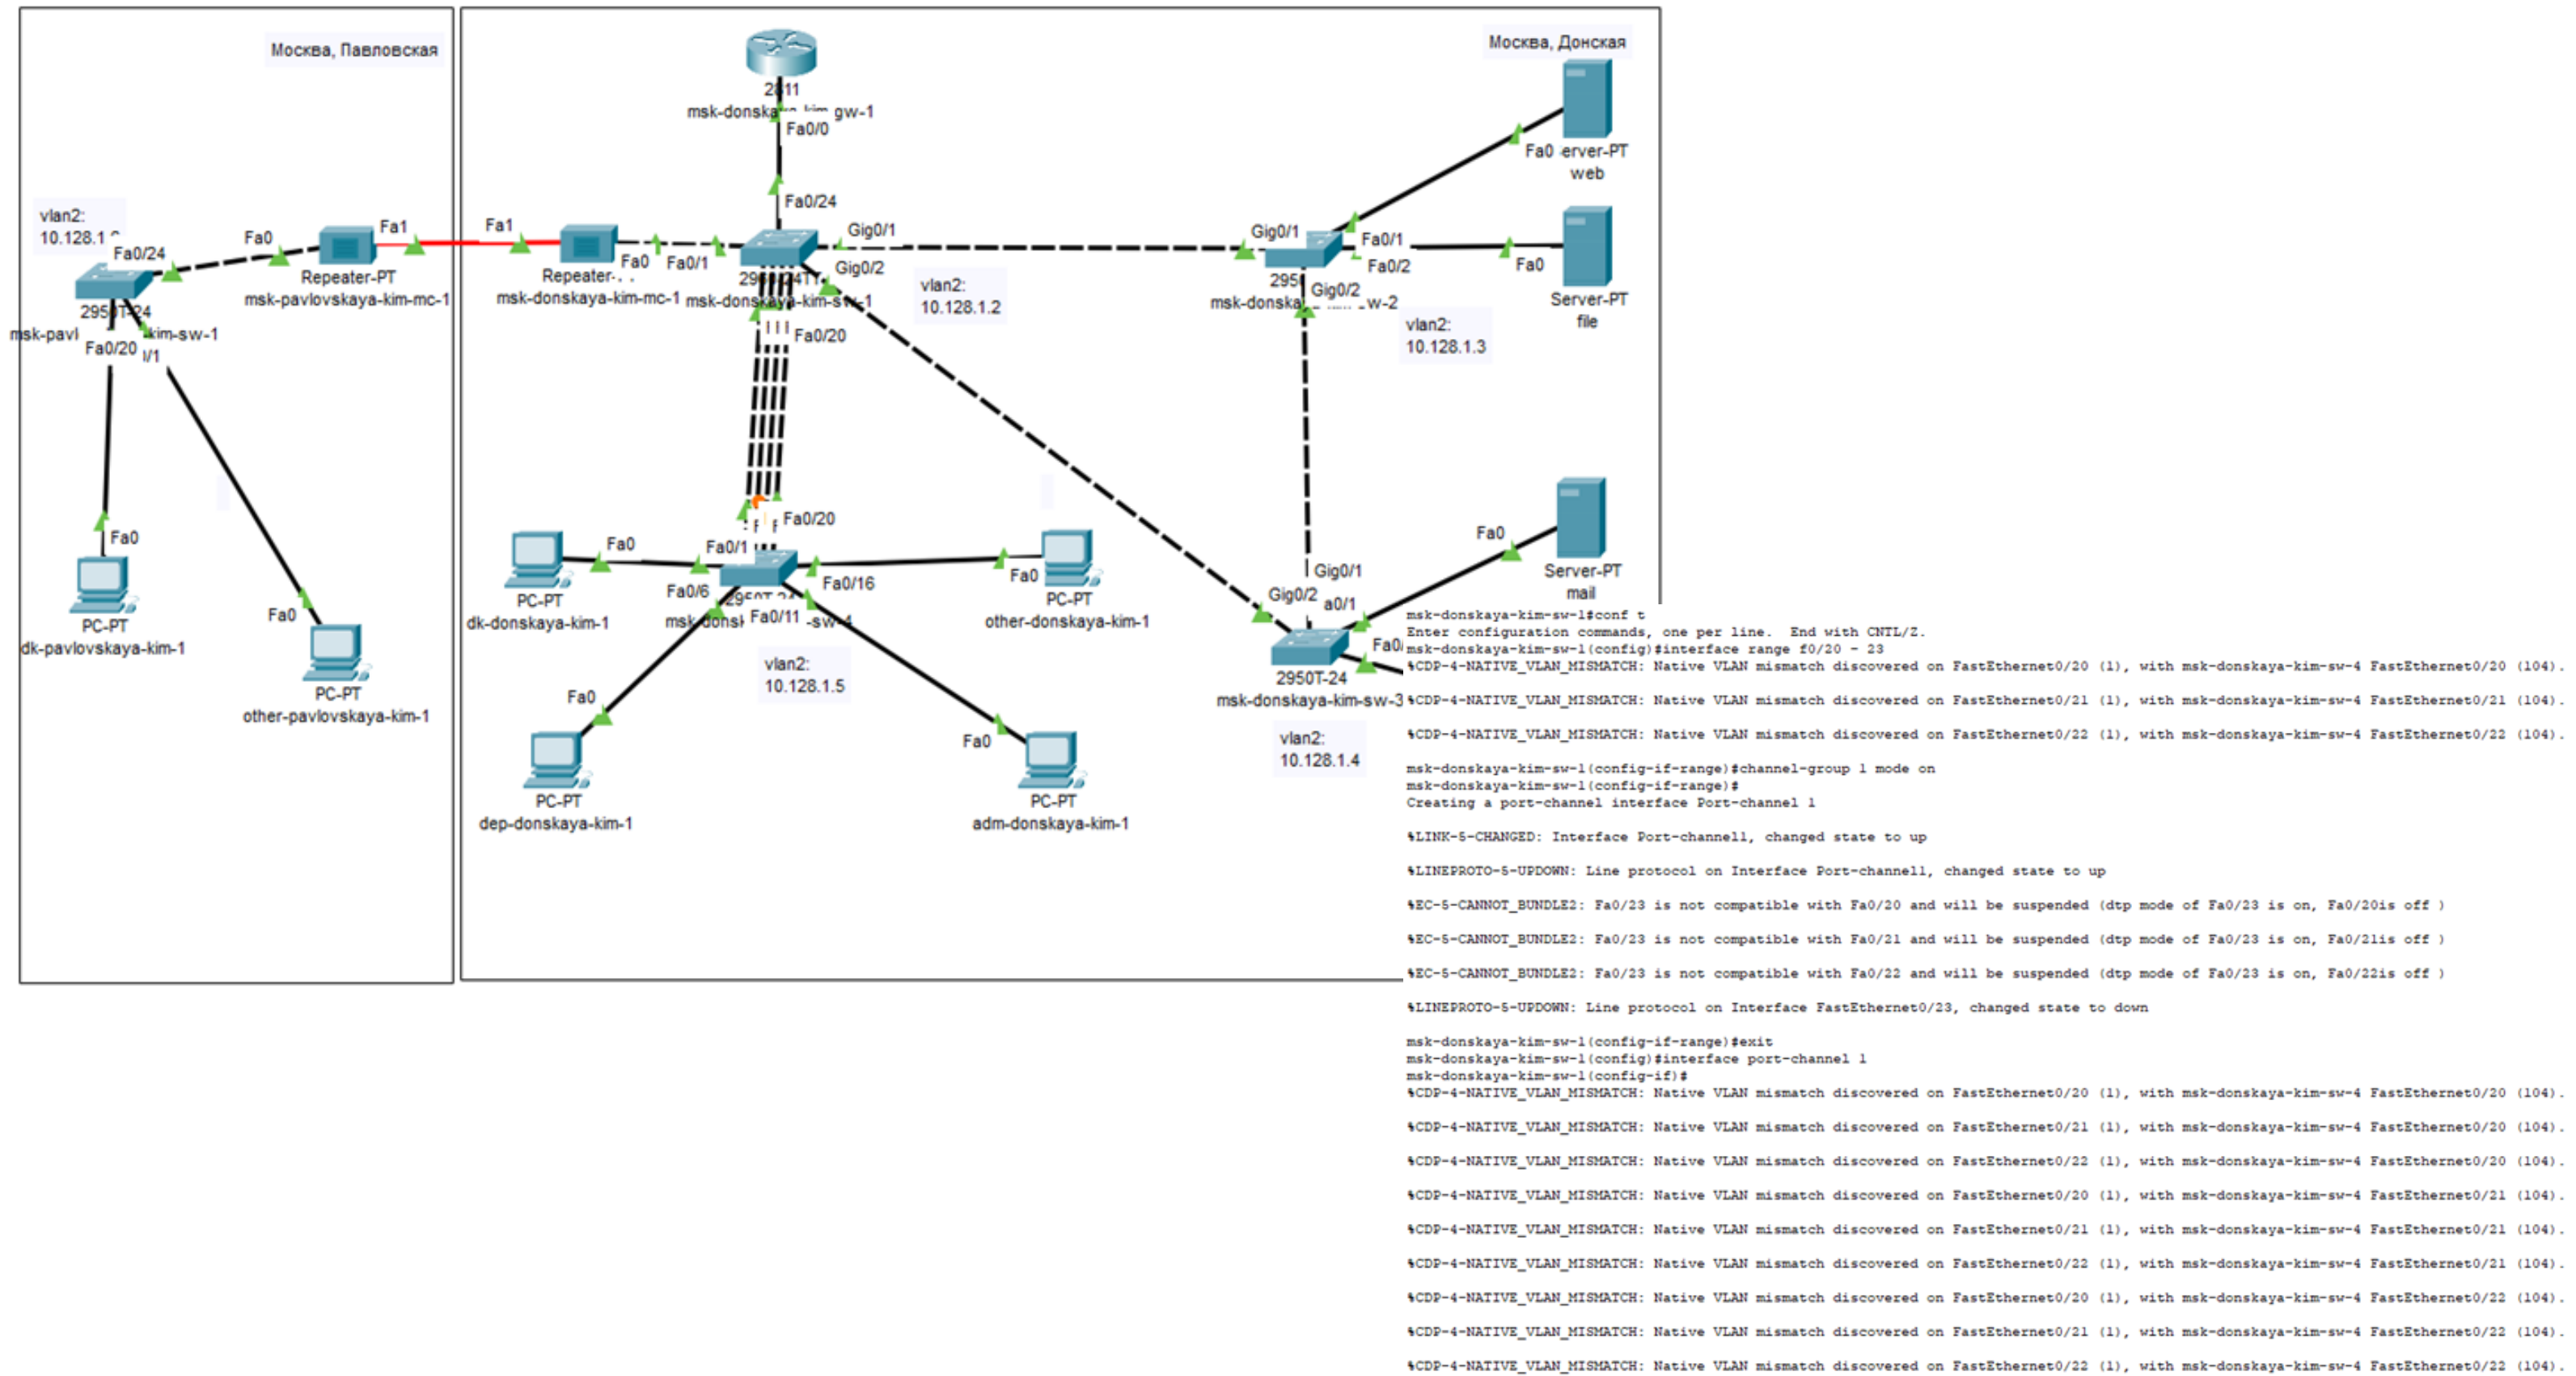 Москва, Павловская
Москва, Донская
2811
gw-1
Fa0/0
Fa0/24
Server-PT
web
Fa0
vlan2:
Fa0/24
Fa0
Fa1
Repeater-PT
msk-pavlovskaya-kim-mc-1
Fa1
Fa0
Fa0/1
msk-donskaya-kim-mc-1
Gig0/1
Gig0/2
msk-donskaya-kim-sw-1
vlan2:
10.128.1.2
Gig0/1
Fa0/1
Fa0/2
Gig0/2
Fa0
Server-PT
file
vlan2:
10.128.1.3
2950T-24
kim-sw-1
Fa0/20
Fa0/20
Fa0
PC-PT
dk-pavlovskaya-kim-1
Fa0
PC-PT
other-pavlovskaya-kim-1
Fa0/20
Fa0
Fa0/1
PC-PT
dk-donskaya-kim-1
Fa0/6
Fa0/11
Fa0/16
Fa0
PC-PT
other-donskaya-kim-1
vlan2:
10.128.1.5
Fa0
PC-PT
dep-donskaya-kim-1
Fa0
PC-PT
adm-donskaya-kim-1
Fa0
Server-PT
mail
Gig0/1
Gig0/2
2950T-24
msk-donskaya-kim-sw-3
vlan2:
10.128.1.4
msk-donskaya-kim-sw-1#conf t
Enter configuration commands, one per line.  End with CNTL/Z.
msk-donskaya-kim-sw-1(config)#interface range f0/20 - 23
%CDP-4-NATIVE_VLAN_MISMATCH: Native VLAN mismatch discovered on FastEthernet0/20 (1), with msk-donskaya-kim-sw-4 FastEthernet0/20 (104).
%CDP-4-NATIVE_VLAN_MISMATCH: Native VLAN mismatch discovered on FastEthernet0/21 (1), with msk-donskaya-kim-sw-4 FastEthernet0/21 (104).
%CDP-4-NATIVE_VLAN_MISMATCH: Native VLAN mismatch discovered on FastEthernet0/22 (1), with msk-donskaya-kim-sw-4 FastEthernet0/22 (104).
msk-donskaya-kim-sw-1(config-if-range)#channel-group 1 mode on
msk-donskaya-kim-sw-1(config-if-range)#
Creating a port-channel interface Port-channel 1
%LINK-5-CHANGED: Interface Port-channel1, changed state to up
%LINEPROTO-5-UPDOWN: Line protocol on Interface Port-channel1, changed state to up
%EC-5-CANNOT_BUNDLE2: Fa0/23 is not compatible with Fa0/20 and will be suspended (dtp mode of Fa0/23 is on, Fa0/20is off )
%EC-5-CANNOT_BUNDLE2: Fa0/23 is not compatible with Fa0/21 and will be suspended (dtp mode of Fa0/23 is on, Fa0/21is off )
%EC-5-CANNOT_BUNDLE2: Fa0/23 is not compatible with Fa0/22 and will be suspended (dtp mode of Fa0/23 is on, Fa0/22is off )
%LINEPROTO-5-UPDOWN: Line protocol on Interface FastEthernet0/23, changed state to down
msk-donskaya-kim-sw-1(config-if-range)#exit
msk-donskaya-kim-sw-1(config)#interface port-channel 1
msk-donskaya-kim-sw-1(config-if)#
%CDP-4-NATIVE_VLAN_MISMATCH: Native VLAN mismatch discovered on FastEthernet0/20 (1), with msk-donskaya-kim-sw-4 FastEthernet0/20 (104).
%CDP-4-NATIVE_VLAN_MISMATCH: Native VLAN mismatch discovered on FastEthernet0/21 (1), with msk-donskaya-kim-sw-4 FastEthernet0/20 (104).
%CDP-4-NATIVE_VLAN_MISMATCH: Native VLAN mismatch discovered on FastEthernet0/22 (1), with msk-donskaya-kim-sw-4 FastEthernet0/20 (104).
%CDP-4-NATIVE_VLAN_MISMATCH: Native VLAN mismatch discovered on FastEthernet0/20 (1), with msk-donskaya-kim-sw-4 FastEthernet0/21 (104).
%CDP-4-NATIVE_VLAN_MISMATCH: Native VLAN mismatch discovered on FastEthernet0/21 (1), with msk-donskaya-kim-sw-4 FastEthernet0/21 (104).
%CDP-4-NATIVE_VLAN_MISMATCH: Native VLAN mismatch discovered on FastEthernet0/22 (1), with msk-donskaya-kim-sw-4 FastEthernet0/21 (104).
%CDP-4-NATIVE_VLAN_MISMATCH: Native VLAN mismatch discovered on FastEthernet0/20 (1), with msk-donskaya-kim-sw-4 FastEthernet0/22 (104).
%CDP-4-NATIVE_VLAN_MISMATCH: Native VLAN mismatch discovered on FastEthernet0/21 (1), with msk-donskaya-kim-sw-4 FastEthernet0/22 (104).
%CDP-4-NATIVE_VLAN_MISMATCH: Native VLAN mismatch discovered on FastEthernet0/22 (1), with msk-donskaya-kim-sw-4 FastEthernet0/22 (104).